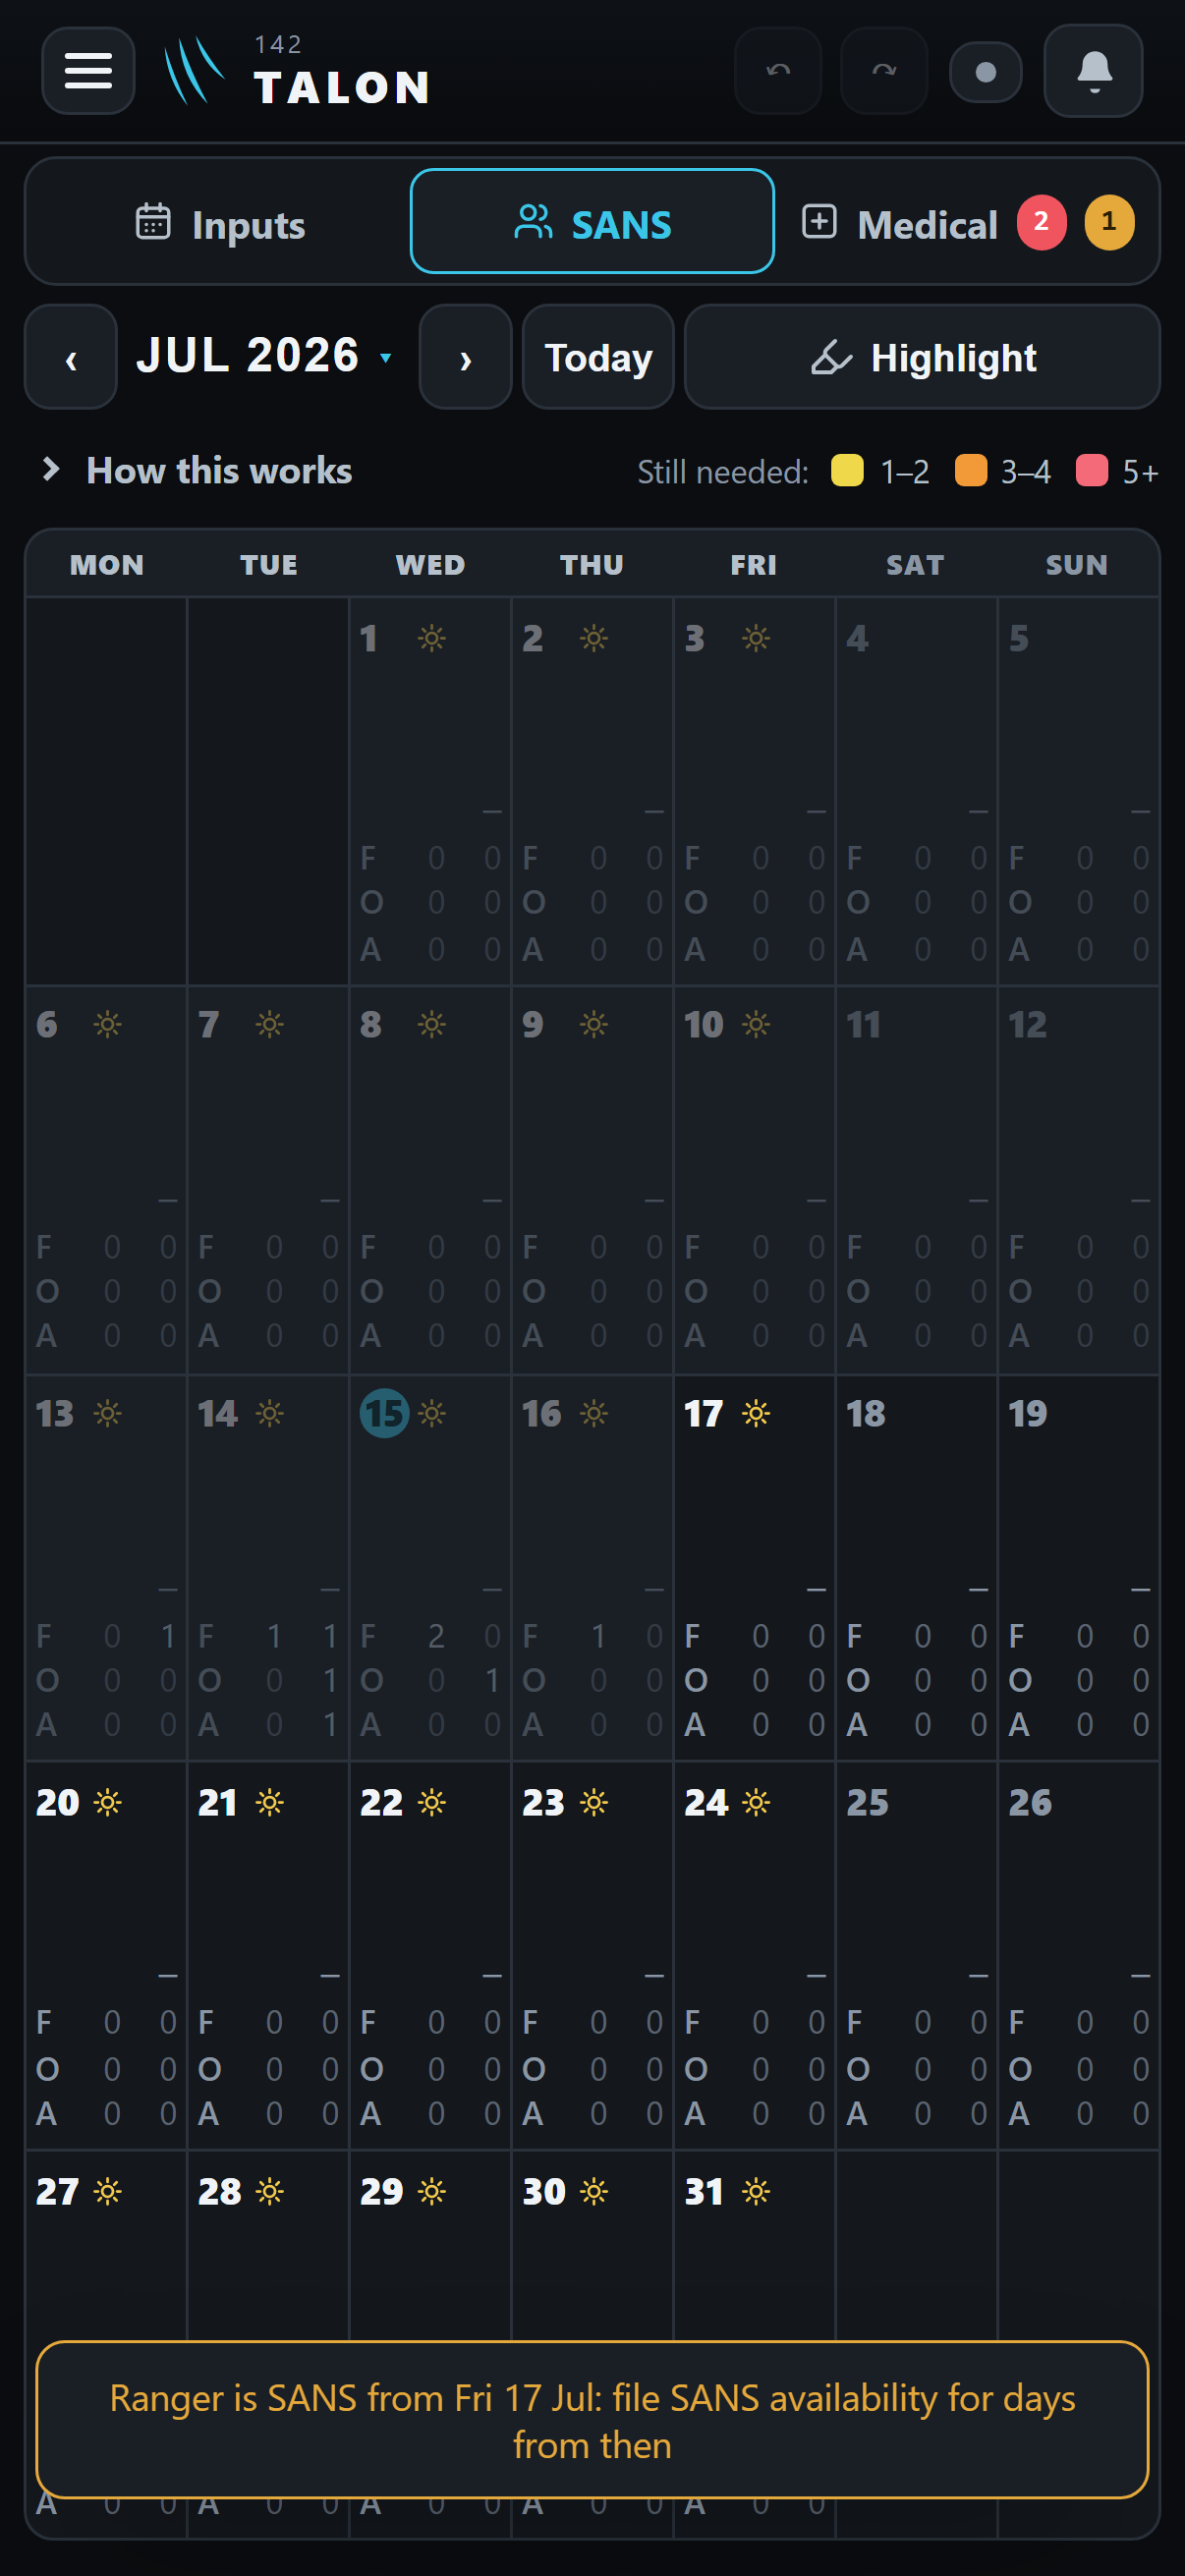 142
TALON
Inputs
SANS
Medical 2 1
‹ JUL 2026 ▾ › Today Highlight
How this works
Still needed: 1–2 3–4 5+
MON TUE WED THU FRI SAT SUN
1 2 3 4 5
– – – – –
F 0 0 F 0 0 F 0 0 F 0 0 F 0 0
O 0 0 O 0 0 O 0 0 O 0 0 O 0 0
A 0 0 A 0 0 A 0 0 A 0 0 A 0 0
6 7 8 9 10 11 12
– – – – – – –
F 0 0 F 0 0 F 0 0 F 0 0 F 0 0 F 0 0 F 0 0
O 0 0 O 0 0 O 0 0 O 0 0 O 0 0 O 0 0 O 0 0
A 0 0 A 0 0 A 0 0 A 0 0 A 0 0 A 0 0 A 0 0
13 14 15 16 17 18 19
– – – – – – –
F 0 1 F 1 1 F 2 0 F 1 0 F 0 0 F 0 0 F 0 0
O 0 0 O 0 1 O 0 1 O 0 0 O 0 0 O 0 0 O 0 0
A 0 0 A 0 1 A 0 0 A 0 0 A 0 0 A 0 0 A 0 0
20 21 22 23 24 25 26
– – – – – – –
F 0 0 F 0 0 F 0 0 F 0 0 F 0 0 F 0 0 F 0 0
O 0 0 O 0 0 O 0 0 O 0 0 O 0 0 O 0 0 O 0 0
A 0 0 A 0 0 A 0 0 A 0 0 A 0 0 A 0 0 A 0 0
27 28 29 30 31
Ranger is SANS from Fri 17 Jul: file SANS availability for days
from then
A 0 0 A 0 0 A 0 0 A 0 0 A 0 0